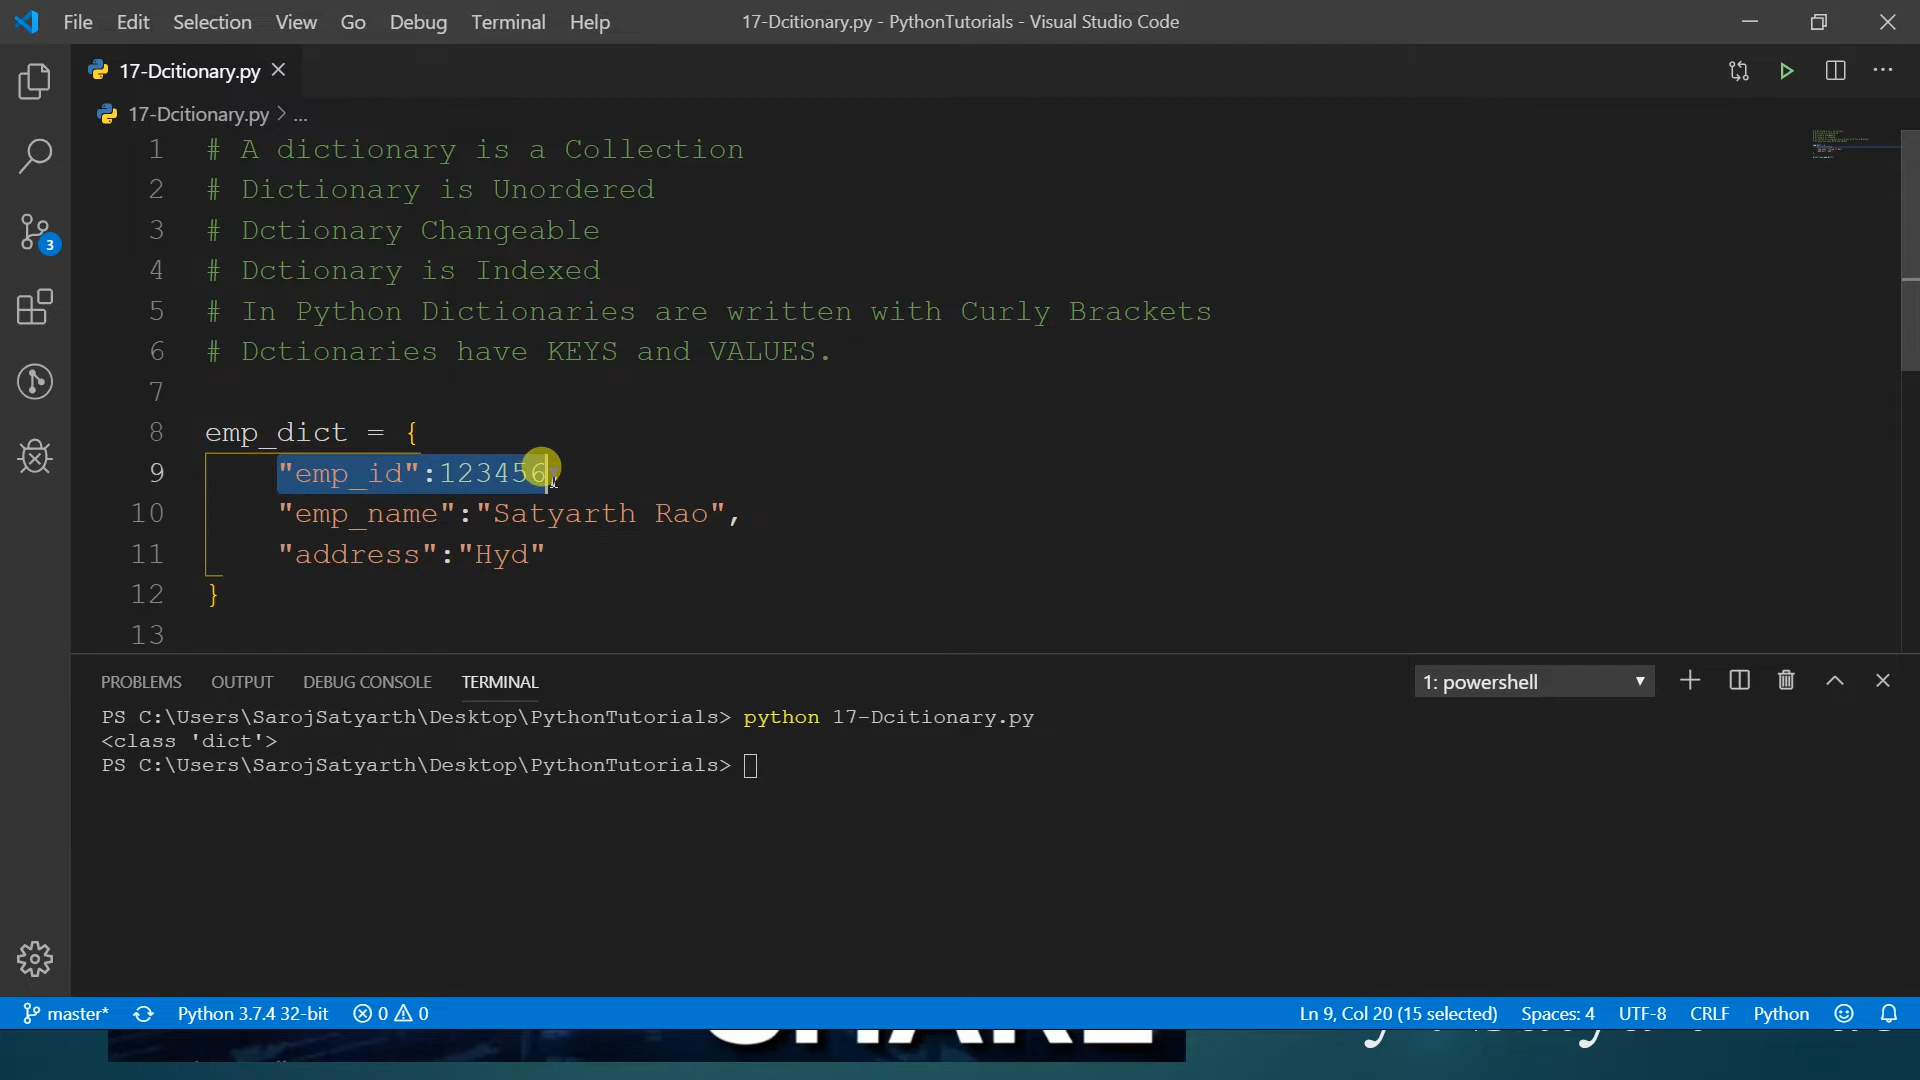 File Edit Selection View Go Debug Terminal Help 17-Dcitionary.py - PythonTutorials - Visual Studio Code
17-Dcitionary.py
17-Dcitionary.py > ...
1 # A dictionary is a Collection
2 # Dictionary is Unordered
3 # Dctionary Changeable
4 # Dctionary is Indexed
5 # In Python Dictionaries are written with Curly Brackets
6 # Dctionaries have KEYS and VALUES.
7
8 emp_dict = {
9 "emp_id":123456,
10 "emp_name":"Satyarth Rao",
11 "address":"Hyd"
12 }
13
3
PROBLEMS OUTPUT DEBUG CONSOLE TERMINAL 1: powershell
PS C:\Users\SarojSatyarth\Desktop\PythonTutorials> python 17-Dcitionary.py
<class 'dict'>
PS C:\Users\SarojSatyarth\Desktop\PythonTutorials>
master* Python 3.7.4 32-bit 0 0 Ln 9, Col 20 (15 selected) Spaces: 4 UTF-8 CRLF Python